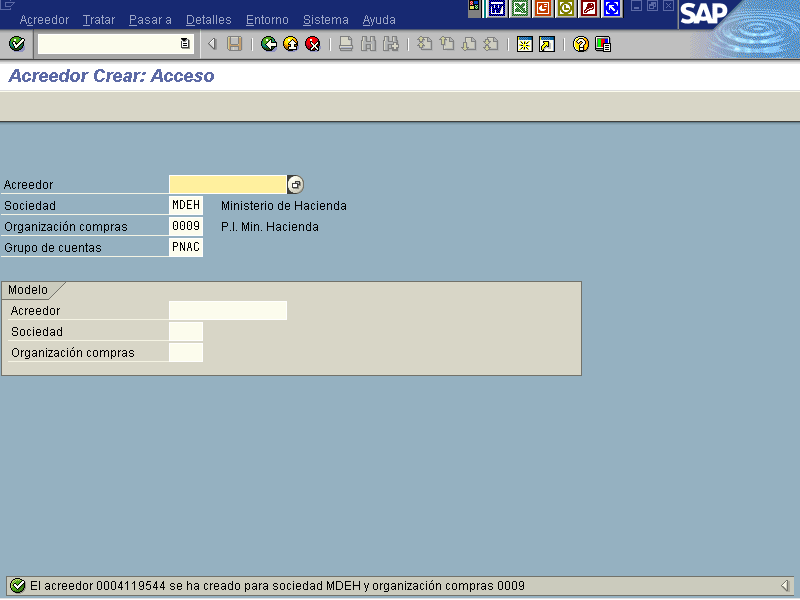 Acreedor Tratar Pasar a Detalles Entorno Sistema Ayuda
SAP
Acreedor Crear: Acceso
Acreedor
Sociedad MDEH Ministerio de Hacienda
Organización compras 0009 P.I. Min. Hacienda
Grupo de cuentas PNAC
Modelo
Acreedor
Sociedad
Organización compras
El acreedor 0004119544 se ha creado para sociedad MDEH y organización compras 0009